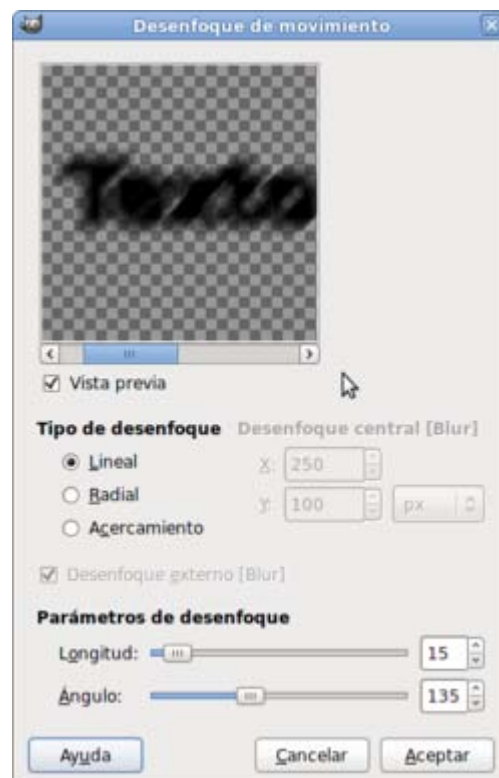 Desenfoque de movimiento
Texto
Vista previa
Tipo de desenfoque Desenfoque central [Blur]
Lineal X: 250
Radial Y: 100 px
Acercamiento
Desenfoque externo [Blur]
Parámetros de desenfoque
Longitud: 15
Ángulo: 135
Ayuda Cancelar Aceptar